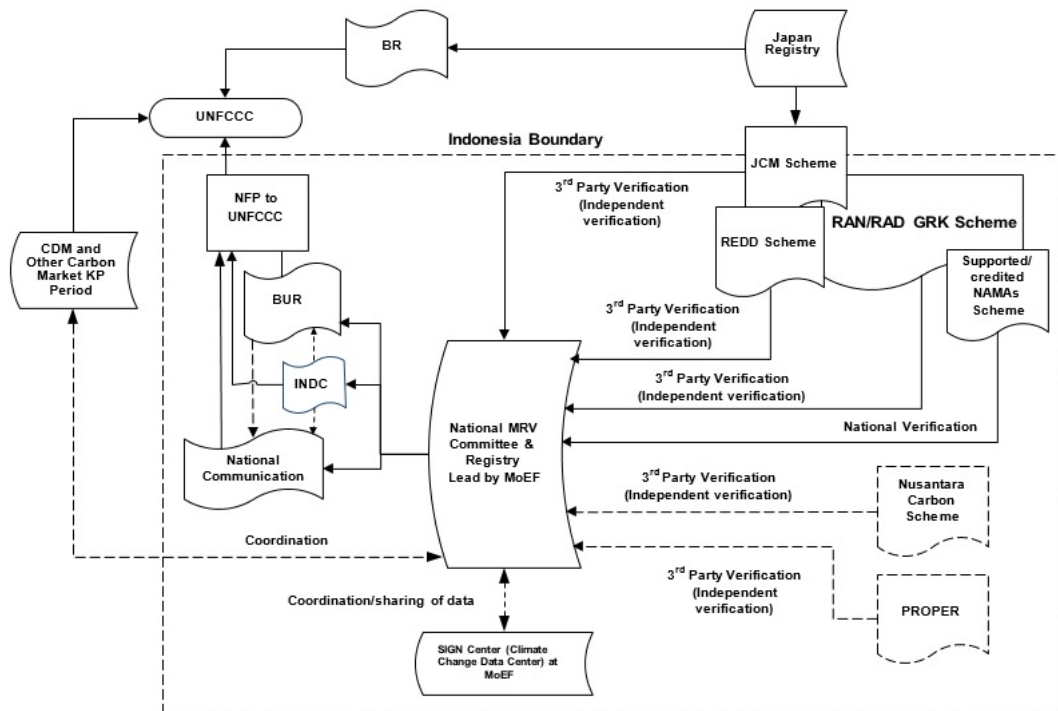 BR
Japan
Registry
UNFCCC
Indonesia Boundary
JCM Scheme
NFP to
UNFCCC
3rd Party Verification
(Independent
verification)
RAN/RAD GRK Scheme
REDD Scheme
CDM and
Other Carbon
Market KP
Period
Supported/
credited
NAMAs
Scheme
BUR
3rd Party Verification
(Independent
verification)
INDC
3rd Party Verification
(Independent verification)
National MRV
Committee &
Registry
Lead by MoEF
National Verification
National
Communication
3rd Party Verification
(Independent verification)
Nusantara
Carbon
Scheme
Coordination
3rd Party Verification
(Independent
verification)
Coordination/sharing of data
PROPER
SIGN Center (Climate
Change Data Center) at
MoEF